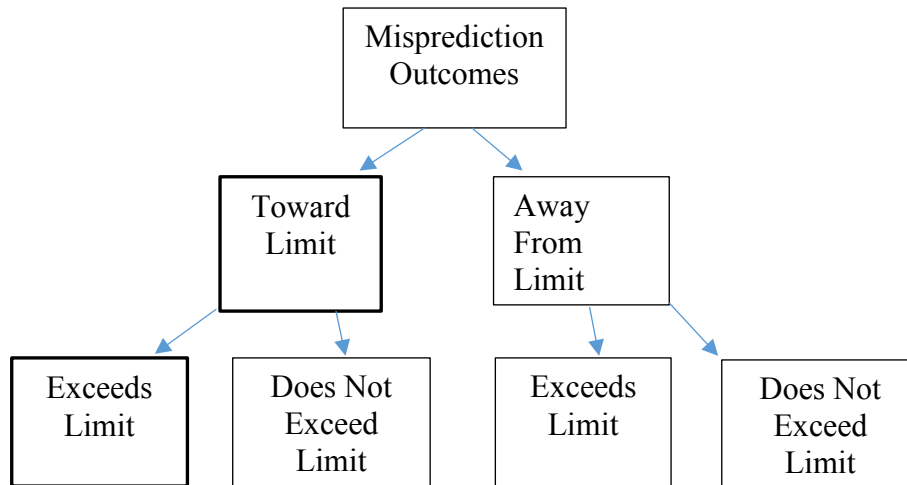 Misprediction
Outcomes
Toward
Limit
Away
From
Limit
Exceeds
Limit
Does Not
Exceed
Limit
Exceeds
Limit
Does Not
Exceed
Limit